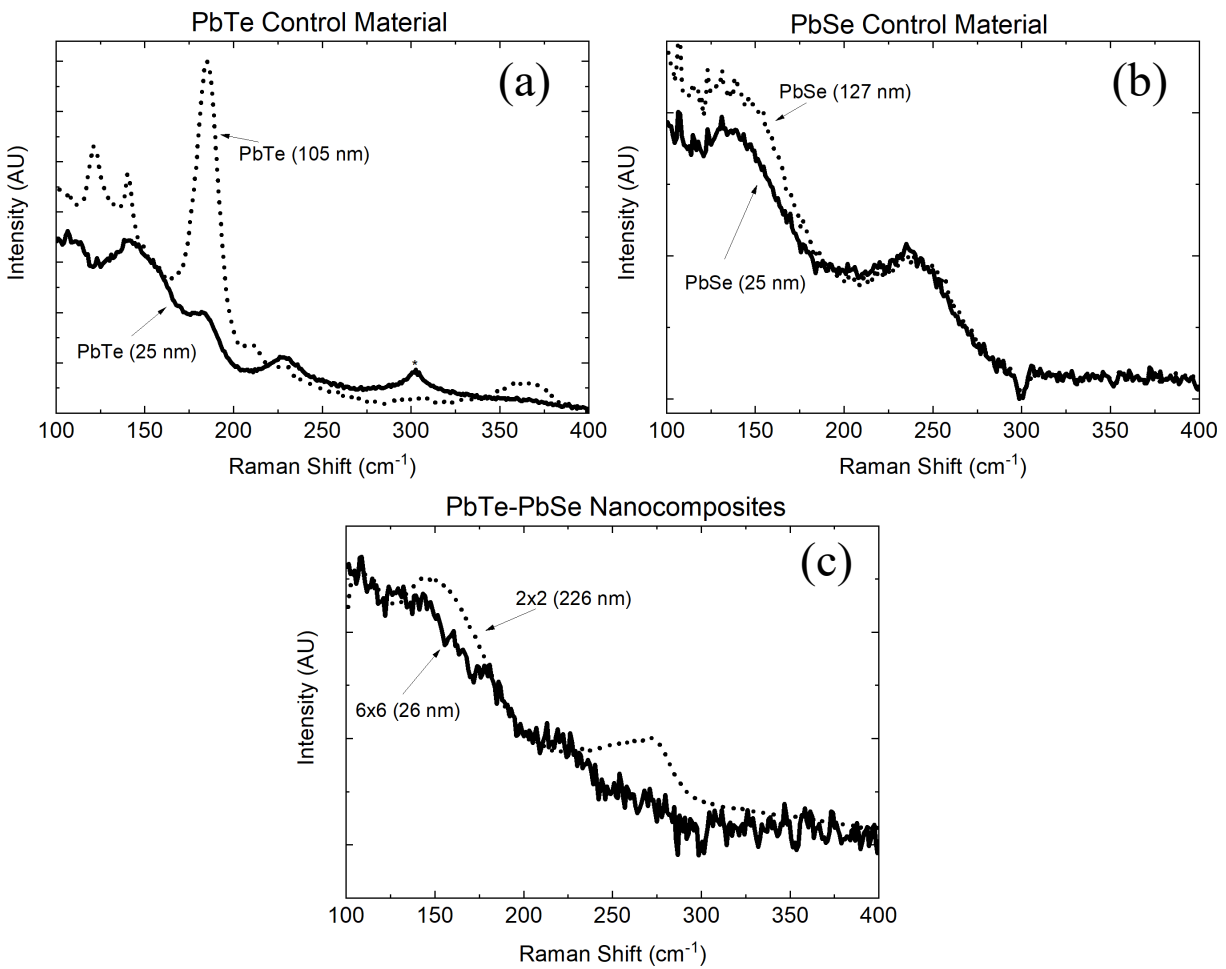 PbTe Control Material
(a)
PbTe (105 nm)
PbTe (25 nm)
*
Intensity (AU)
100 150 200 250 300 350 400
Raman Shift (cm-1)
PbSe Control Material
(b)
PbSe (127 nm)
PbSe (25 nm)
Intensity (AU)
100 150 200 250 300 350 400
Raman Shift (cm-1)
PbTe-PbSe Nanocomposites
(c)
2x2 (226 nm)
6x6 (26 nm)
Intensity (AU)
100 150 200 250 300 350 400
Raman Shift (cm-1)